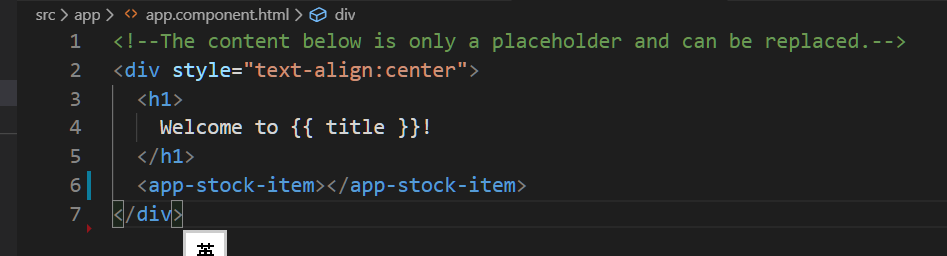 src > app > <> app.component.html > div
1 <!--The content below is only a placeholder and can be replaced.-->
2 <div style="text-align:center">
3   <h1>
4     Welcome to {{ title }}!
5   </h1>
6   <app-stock-item></app-stock-item>
7 </div>
英